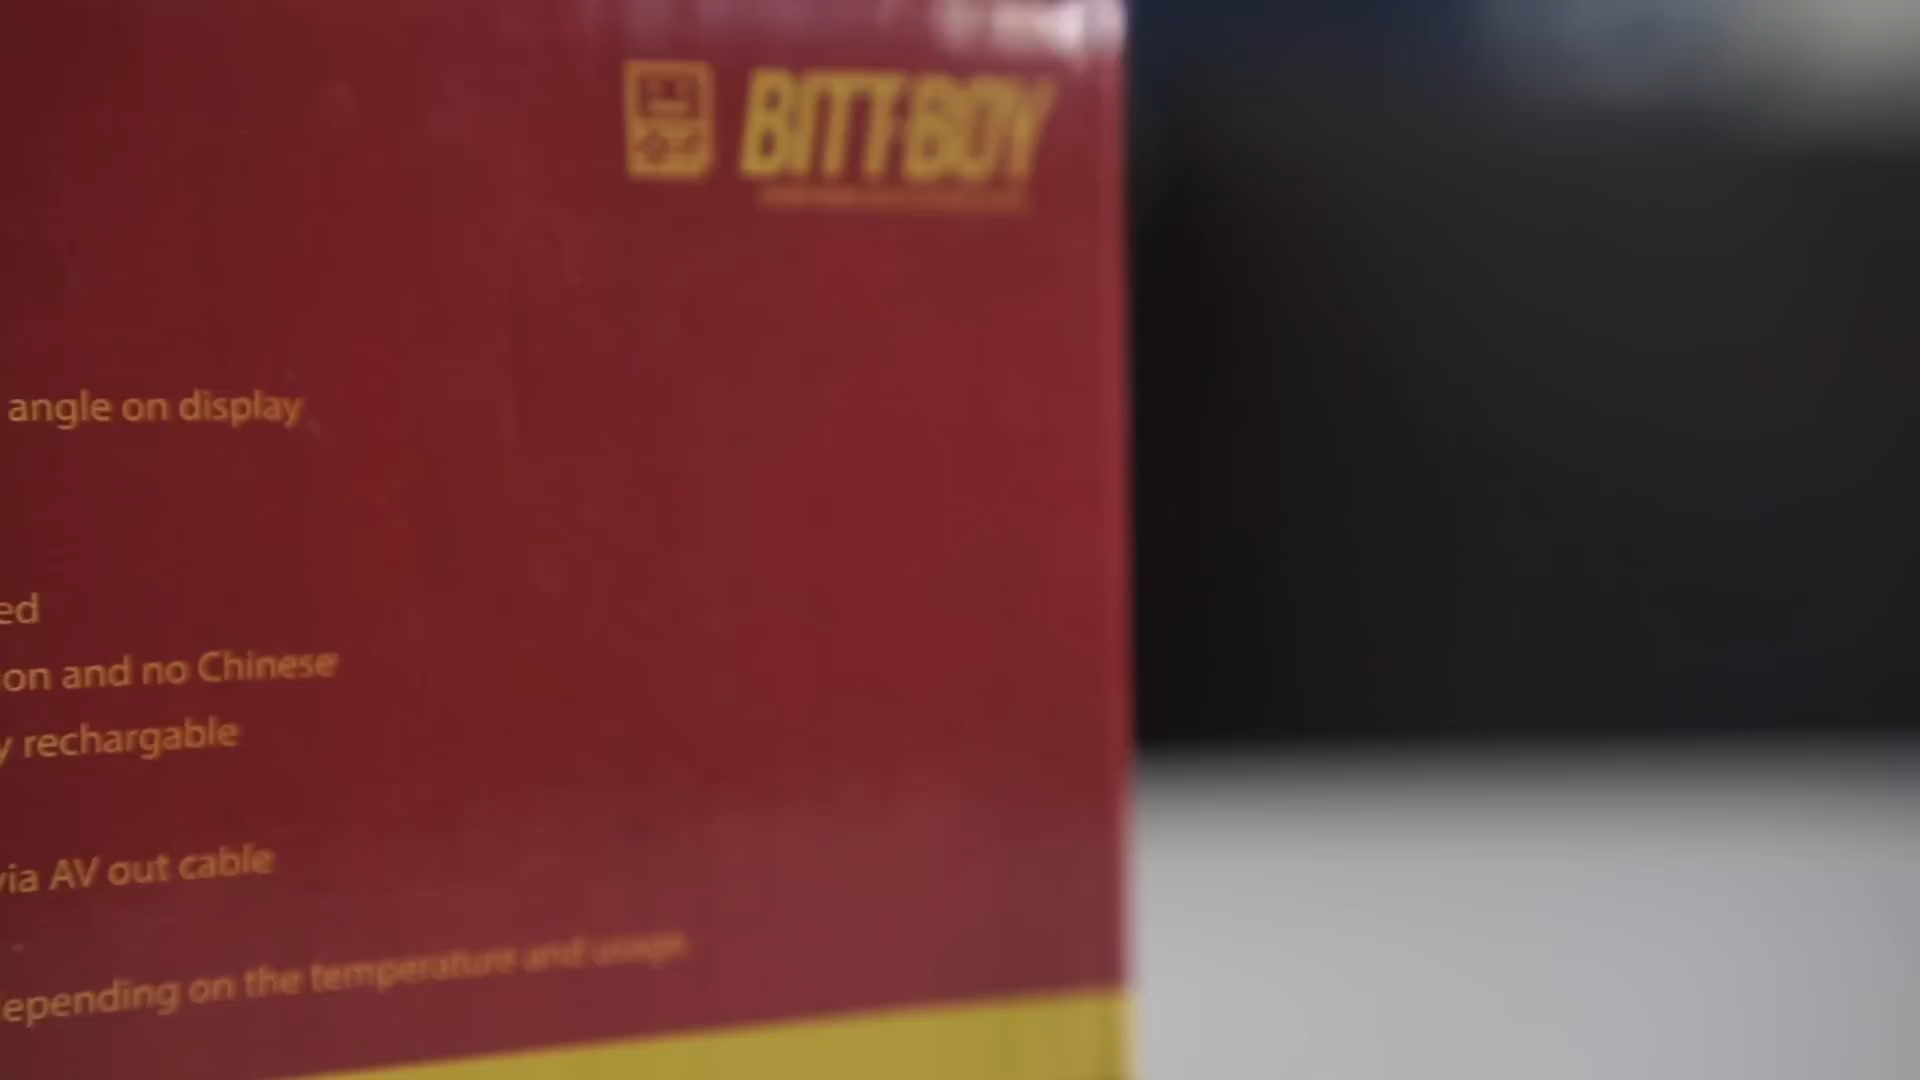 BITTBOY
angle on display
ed
on and no Chinese
y rechargable
via AV out cable
depending on the temperature and usage.